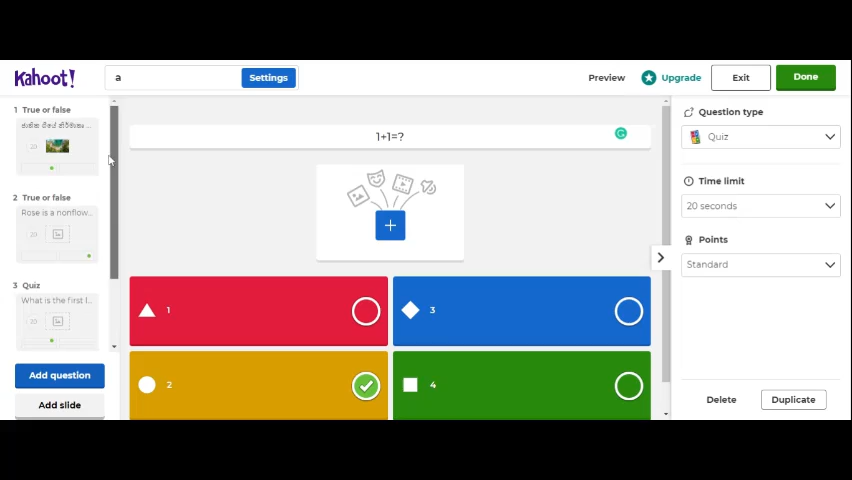 Kahoot!
a
Settings
Preview
Upgrade
Exit
Done
1 True or false
ජාතික ගීයේ නිර්මාතෘ ...
20
2 True or false
Rose is a nonflow...
20
3 Quiz
What is the first l...
20
Add question
Add slide
1+1=?
1
3
2
4
Question type
Quiz
Time limit
20 seconds
Points
Standard
Delete
Duplicate